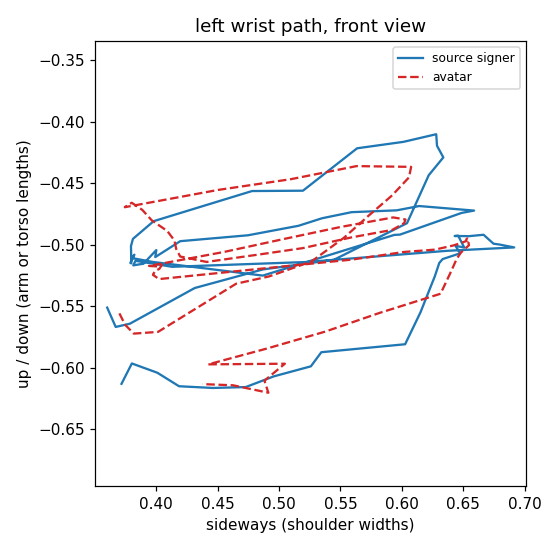 left wrist path, front view
source signer
avatar
up / down (arm or torso lengths)
−0.35
−0.40
−0.45
−0.50
−0.55
−0.60
−0.65
0.40 0.45 0.50 0.55 0.60 0.65 0.70
sideways (shoulder widths)